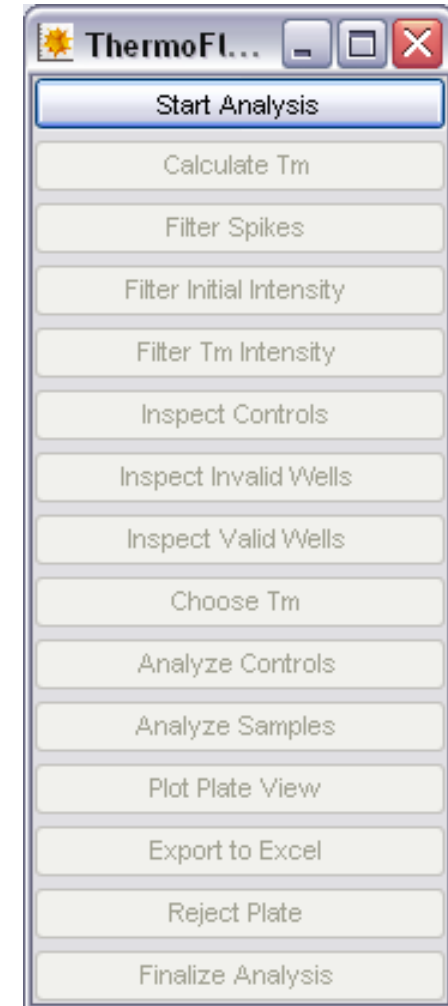 ThermoFl...
Start Analysis
Calculate Tm
Filter Spikes
Filter Initial Intensity
Filter Tm Intensity
Inspect Controls
Inspect Invalid Wells
Inspect Valid Wells
Choose Tm
Analyze Controls
Analyze Samples
Plot Plate View
Export to Excel
Reject Plate
Finalize Analysis